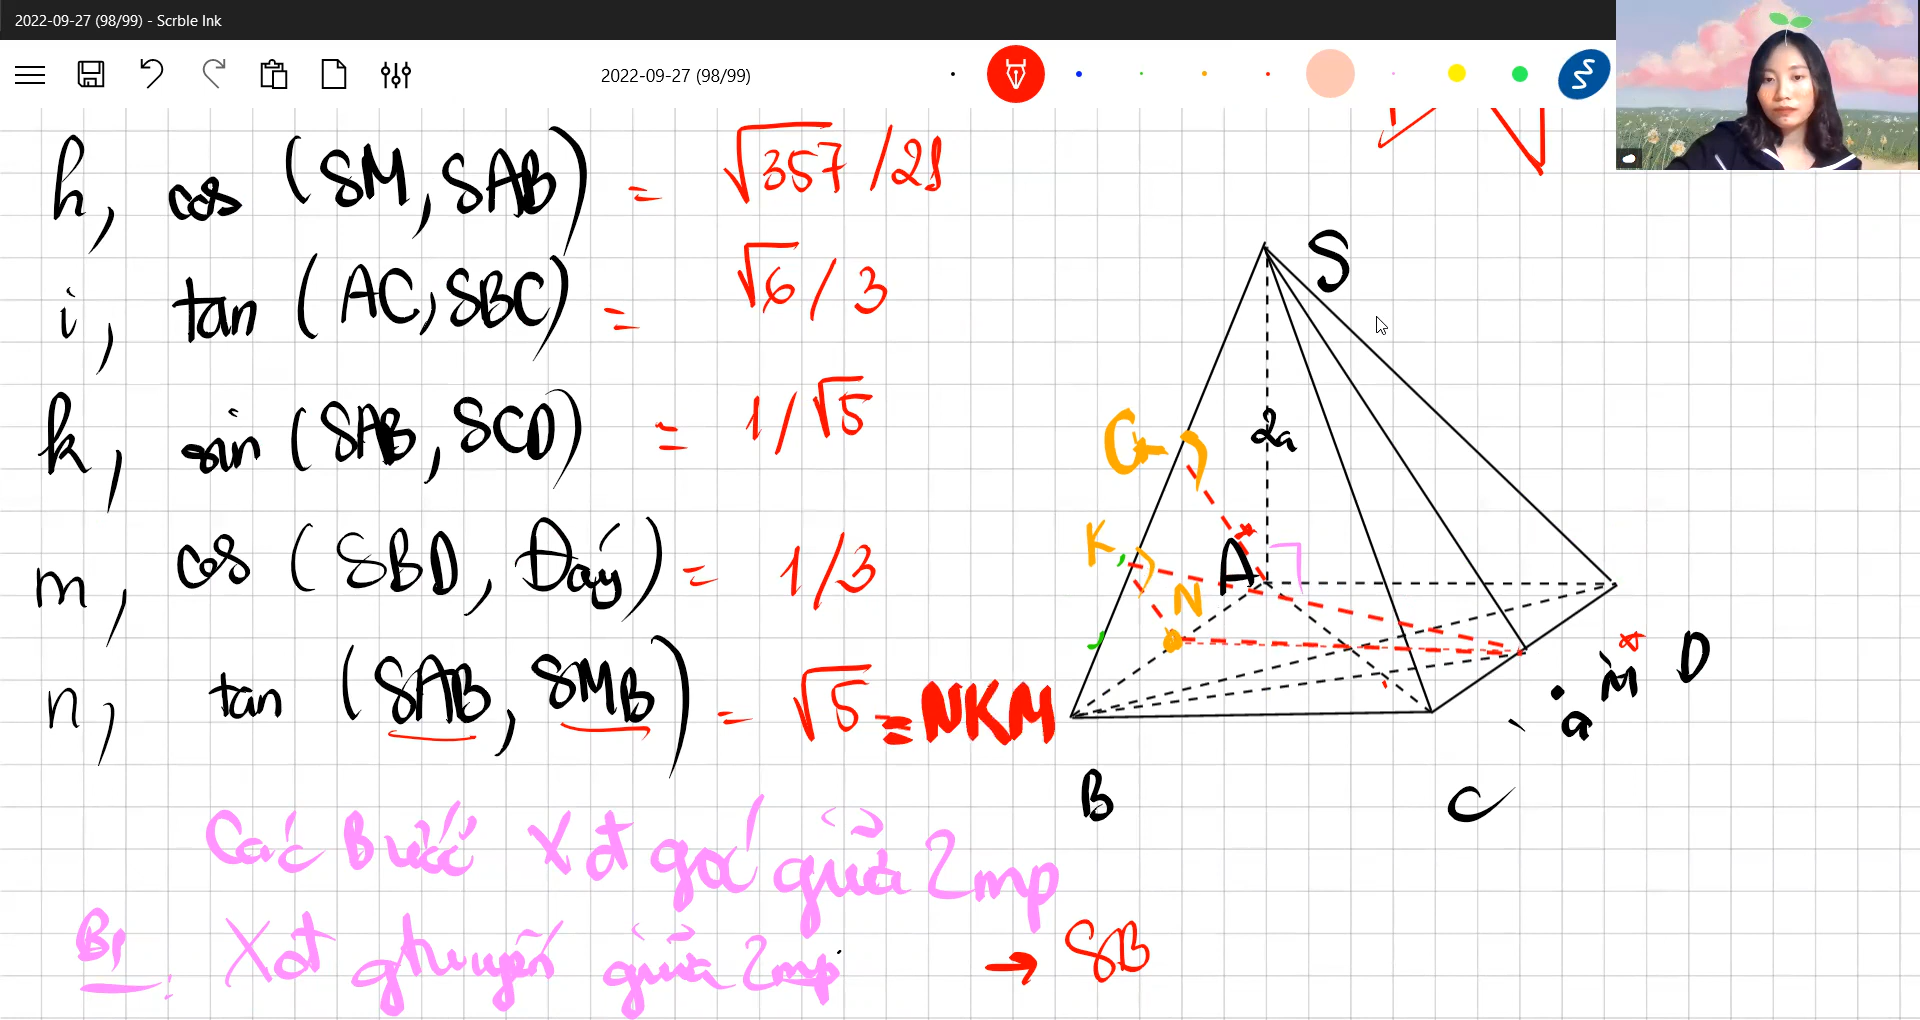 2022-09-27 (98/99) - Scrble Ink
2022-09-27 (98/99)
h, cos (SM, SAB) = √357/21
i, tan (AC, SBC) = √6/3
k, sin (SAB, SCD) = 1/√5
m, cos (SBD, Đáy) = 1/3
n, tan (SAB, SMB) = √5 = NKM
S
2a
K
A
N
M
D
a
B
C
Các Bước Xđ góc giữa 2mp
B1: Xđ gtuyến giữa 2mp → SB